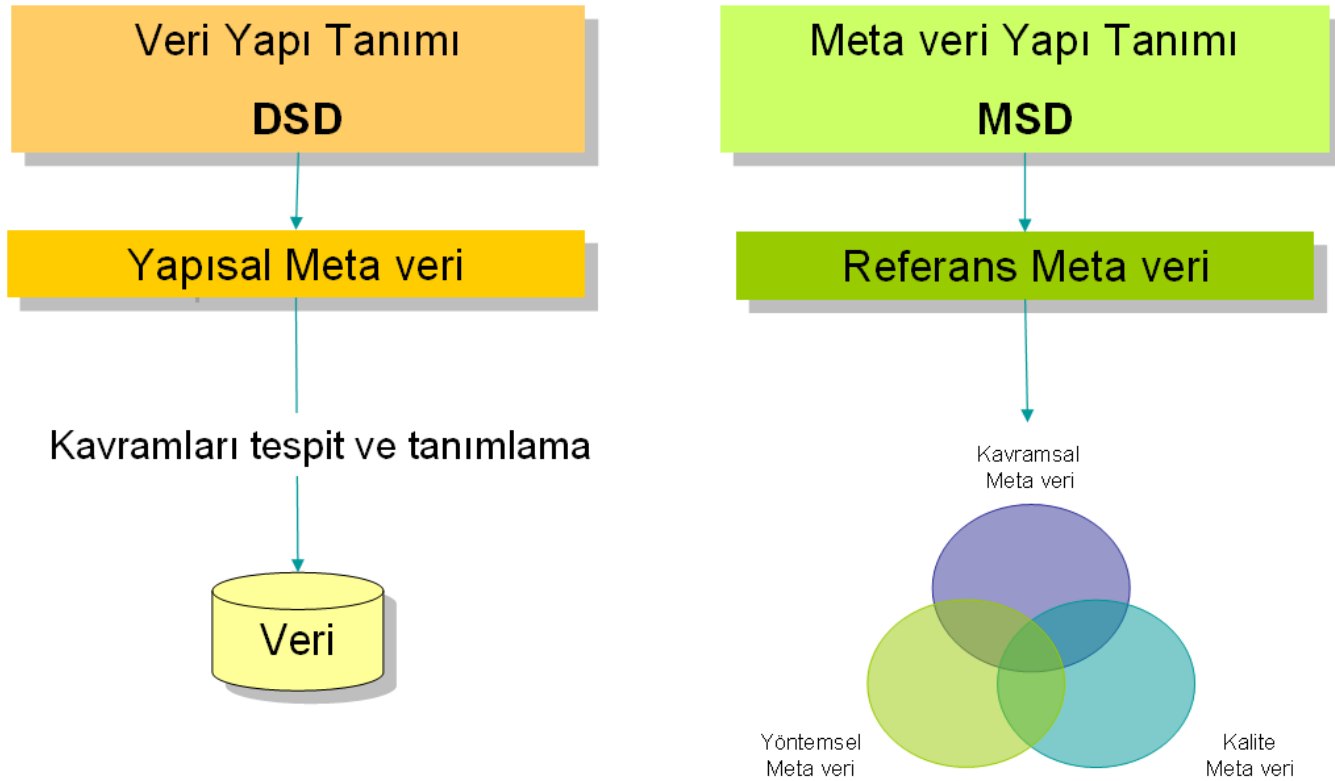 Veri Yapı Tanımı
DSD
Yapısal Meta veri
Kavramları tespit ve tanımlama
Veri
Meta veri Yapı Tanımı
MSD
Referans Meta veri
Kavramsal
Meta veri
Yöntemsel
Meta veri
Kalite
Meta veri